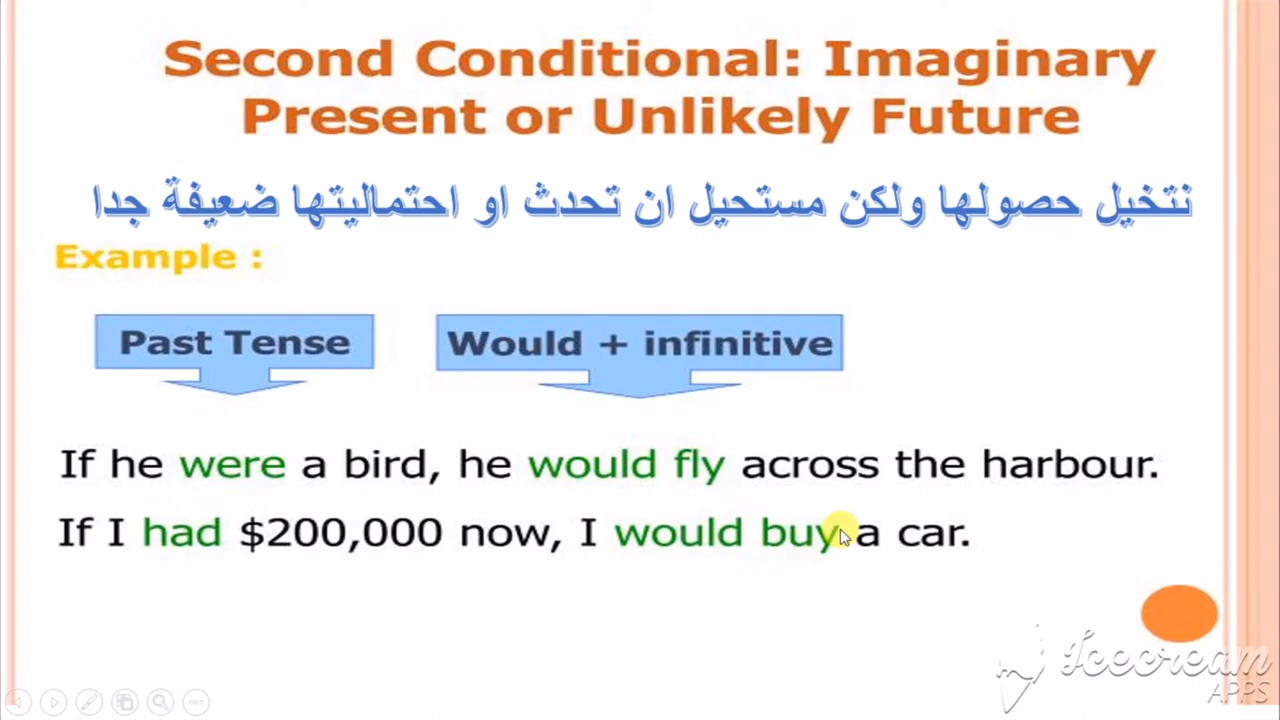 Second Conditional: Imaginary
Present or Unlikely Future
نتخيل حصولها ولكن مستحيل ان تحدث او احتماليتها ضعيفة جدا
Example :
Past Tense
Would + infinitive
If he were a bird, he would fly across the harbour.
If I had $200,000 now, I would buy a car.
Icecream
APPS